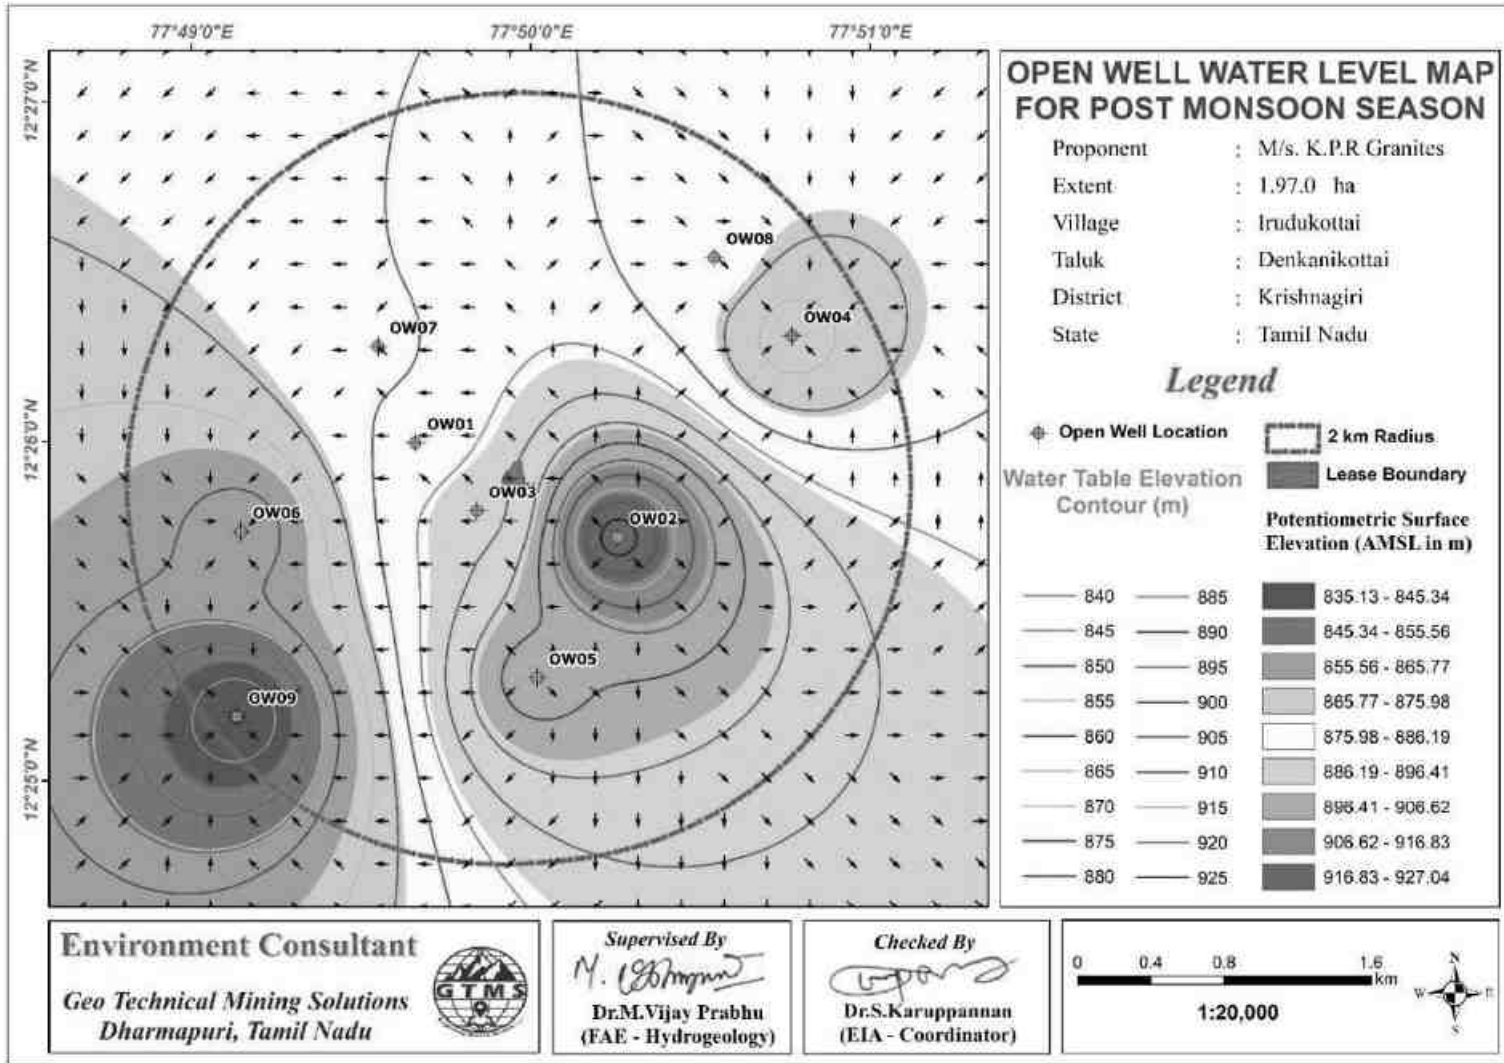 77°49'0"E 77°50'0"E 77°51'0"E
12°27'0"N
12°26'0"N
12°25'0"N
OW08
OW04
OW07
OW01
OW03
OW02
OW06
OW05
OW09
OPEN WELL WATER LEVEL MAP
FOR POST MONSOON SEASON
Proponent : M/s. K.P.R Granites
Extent : 1.97.0 ha
Village : Irudukottai
Taluk : Denkanikottai
District : Krishnagiri
State : Tamil Nadu
Legend
Open Well Location
2 km Radius
Lease Boundary
Water Table Elevation
Contour (m)
Potentiometric Surface
Elevation (AMSL in m)
840 885 835.13 - 845.34
845 890 845.34 - 855.56
850 895 855.56 - 865.77
855 900 865.77 - 875.98
860 905 875.98 - 886.19
865 910 886.19 - 896.41
870 915 896.41 - 906.62
875 920 906.62 - 916.83
880 925 916.83 - 927.04
Environment Consultant
Geo Technical Mining Solutions
Dharmapuri, Tamil Nadu
GTMS
Supervised By
Dr.M.Vijay Prabhu
(FAE - Hydrogeology)
Checked By
Dr.S.Karuppannan
(EIA - Coordinator)
0 0.4 0.8 1.6
km
1:20,000
N
W
S